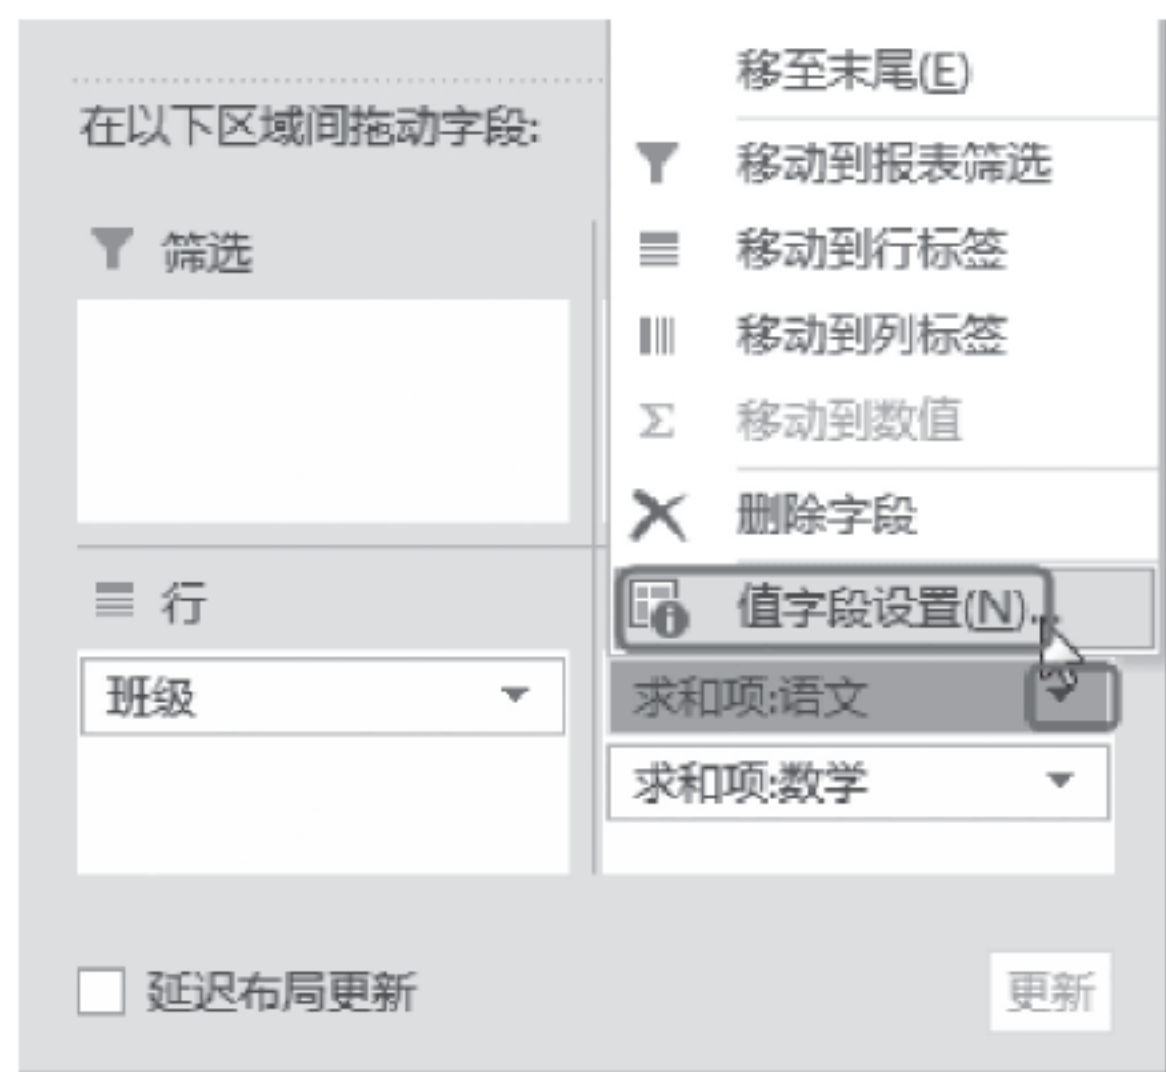 移至末尾(E)
在以下区域间拖动字段:
移动到报表筛选
筛选
移动到行标签
移动到列标签
Σ 移动到数值
删除字段
行
值字段设置(N)...
班级
求和项:语文
求和项:数学
延迟布局更新
更新